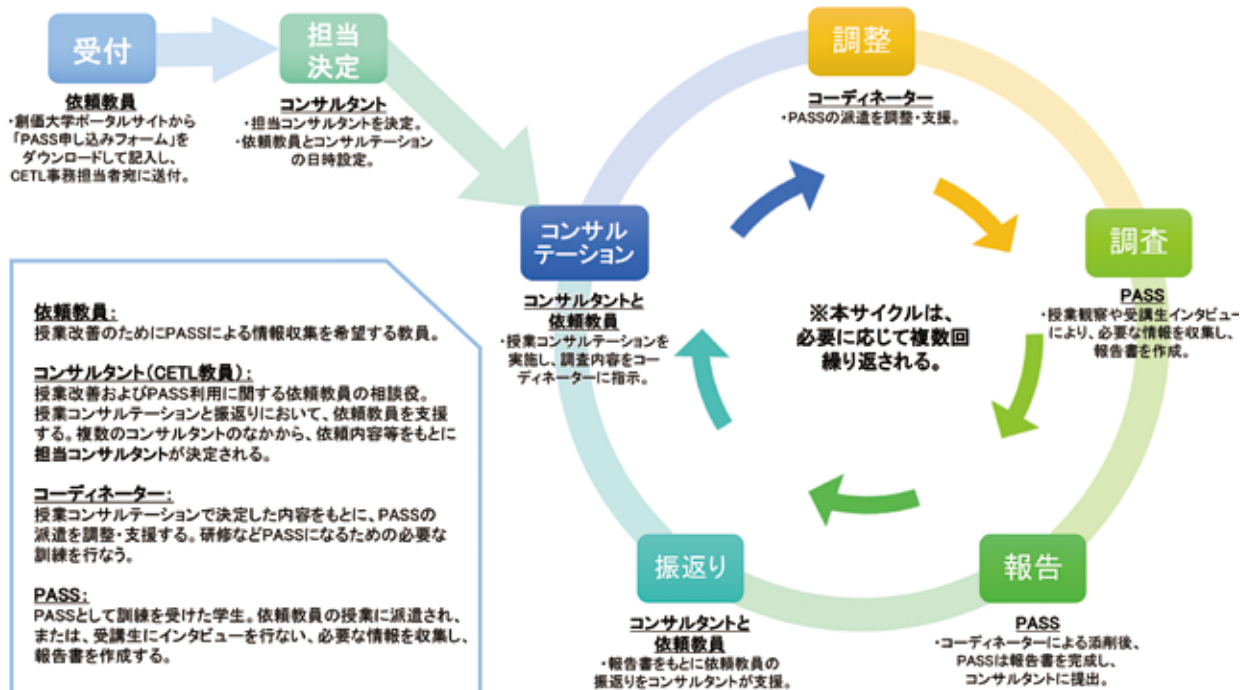 受付
依頼教員
・創価大学ポータルサイトから
「PASS申し込みフォーム」を
ダウンロードして記入し、
CETL事務担当者宛に送付。
担当
決定
コンサルタント
・担当コンサルタントを決定。
・依頼教員とコンサルテーション
の日時設定。
調整
コーディネーター
・PASSの派遣を調整・支援。
コンサル
テーション
コンサルタントと
依頼教員
・授業コンサルテーションを
実施し、調査内容をコー
ディネーターに指示。
調査
PASS
・授業観察や受講生インタビュー
により、必要な情報を収集し、
報告書を作成。
※本サイクルは、
必要に応じて複数回
繰り返される。
報告
PASS
・コーディネーターによる添削後、
PASSは報告書を完成し、
コンサルタントに提出。
振返り
コンサルタントと
依頼教員
・報告書をもとに依頼教員の
振返りをコンサルタントが支援。
依頼教員：
授業改善のためにPASSによる情報収集を希望する教員。
コンサルタント(CETL教員)：
授業改善およびPASS利用に関する依頼教員の相談役。
授業コンサルテーションと振返りにおいて、依頼教員を支援
する。複数のコンサルタントのなかから、依頼内容等をもとに
担当コンサルタントが決定される。
コーディネーター：
授業コンサルテーションで決定した内容をもとに、PASSの
派遣を調整・支援する。研修などPASSになるための必要な
訓練を行なう。
PASS：
PASSとして訓練を受けた学生。依頼教員の授業に派遣され、
または、受講生にインタビューを行ない、必要な情報を収集し、
報告書を作成する。